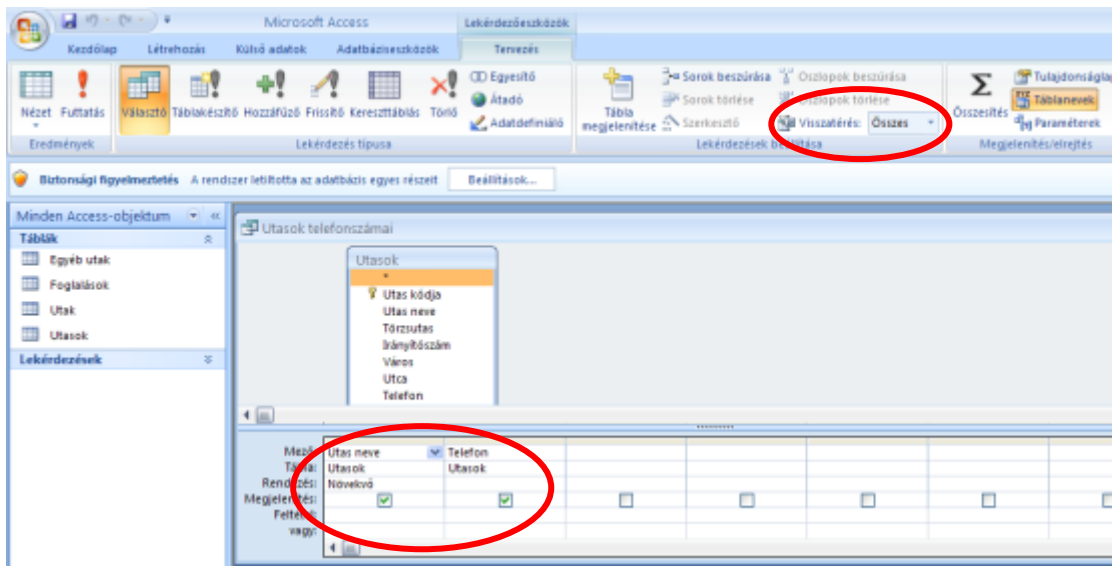 Microsoft Access
Lekérdezőeszközök
Kezdőlap Létrehozás Külső adatok Adatbáziseszközök Tervezés
Nézet Futtatás Választó Táblakészítő Hozzáfűző Frissítő Kereszttáblás Törlő
Egyesítő
Átadó
Adatdefiniáló
Tábla megjelenítése
Sorok beszúrása Oszlopok beszúrása
Sorok törlése Oszlopok törlése
Szerkesztő Visszatérés: Összes
Összesítés
Tulajdonságlap
Táblanevek
Paraméterek
Eredmények Lekérdezés típusa Lekérdezések beállítása Megjelenítés/elrejtés
Biztonsági figyelmeztetés A rendszer letiltotta az adatbázis egyes részeit Beállítások...
Minden Access-objektum
Táblák
Egyéb utak
Foglalások
Utak
Utasok
Lekérdezések
Utasok telefonszámai
Utasok
*
Utas kódja
Utas neve
Törzsutas
Irányítószám
Város
Utca
Telefon
Mező: Utas neve Telefon
Tábla: Utasok Utasok
Rendezés: Növekvő
Megjelenítés:
Feltétel:
vagy: